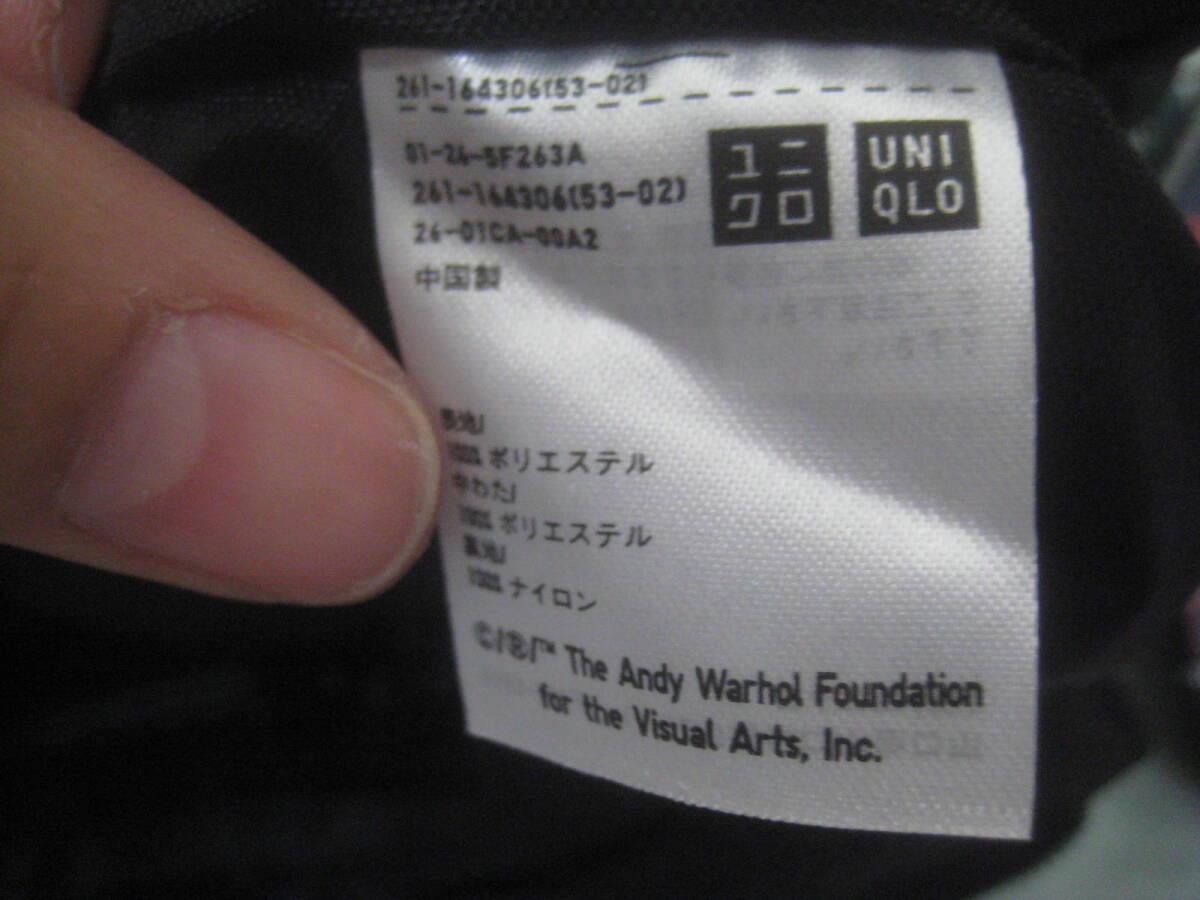 261-164306(53-02)
01-24-5F263A
261-164306(53-02)
26-01CA-00A2
中国製
ユニ
クロ
UNI
QLO
表地/
100% ポリエステル
中わた/
100% ポリエステル
裏地/
100% ナイロン
©/®/™ The Andy Warhol Foundation
for the Visual Arts, Inc.